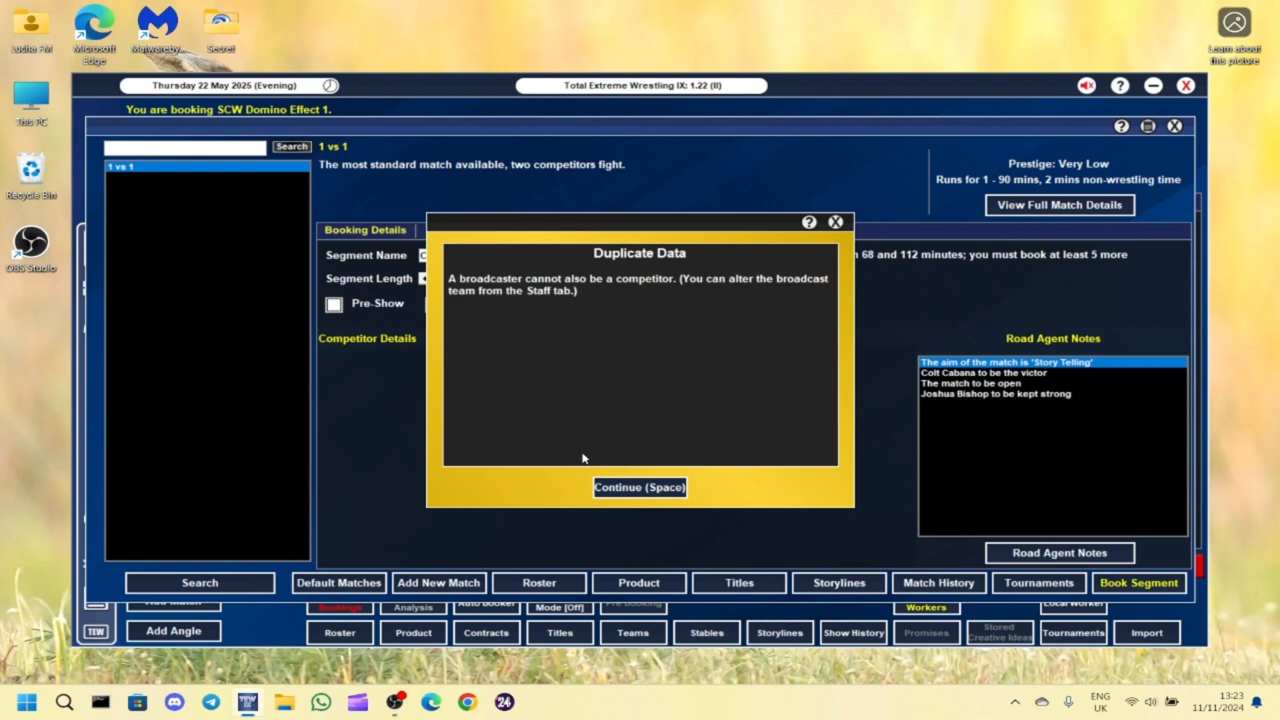 Lucha FM
Microsoft Edge
Malwareby...
Secret
Learn about this picture
This PC
Recycle Bin
OBS Studio
Thursday 22 May 2025 (Evening)
Total Extreme Wrestling IX: 1.22 (II)
You are booking SCW Domino Effect 1.
Search
1 vs 1
1 vs 1
The most standard match available, two competitors fight.
Prestige: Very Low
Runs for 1 - 90 mins, 2 mins non-wrestling time
View Full Match Details
Booking Details
Segment Name
68 and 112 minutes; you must book at least 5 more
Segment Length
Pre-Show
Competitor Details
Duplicate Data
A broadcaster cannot also be a competitor. (You can alter the broadcast
team from the Staff tab.)
Continue (Space)
Road Agent Notes
The aim of the match is 'Story Telling'
Colt Cabana to be the victor
The match to be open
Joshua Bishop to be kept strong
Road Agent Notes
Search
Default Matches
Add New Match
Roster
Product
Titles
Storylines
Match History
Tournaments
Book Segment
Add Match
Bookings
Analysis
Auto Booker
Mode [Off]
Pre Booking
Workers
Local Worker
TEW
Add Angle
Roster
Product
Contracts
Titles
Teams
Stables
Storylines
Show History
Promises
Stored Creative Ideas
Tournaments
Import
24
ENG
UK
13:23
11/11/2024